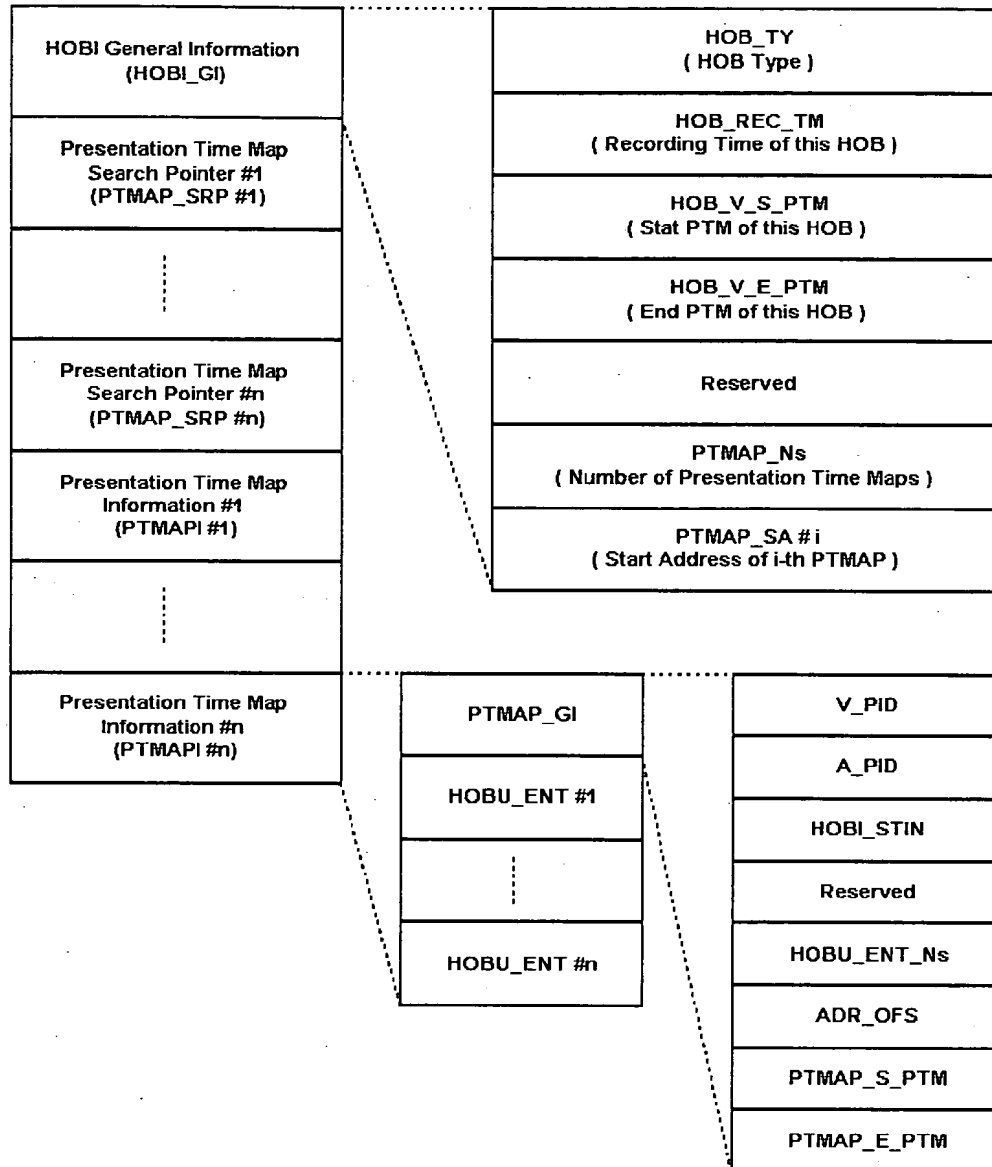 HOBI General Information
(HOBI_GI)
Presentation Time Map
Search Pointer #1
(PTMAP_SRP #1)
Presentation Time Map
Search Pointer #n
(PTMAP_SRP #n)
Presentation Time Map
Information #1
(PTMAPI #1)
Presentation Time Map
Information #n
(PTMAPI #n)
HOB_TY
( HOB Type )
HOB_REC_TM
( Recording Time of this HOB )
HOB_V_S_PTM
( Stat PTM of this HOB )
HOB_V_E_PTM
( End PTM of this HOB )
Reserved
PTMAP_Ns
( Number of Presentation Time Maps )
PTMAP_SA # i
( Start Address of i-th PTMAP )
PTMAP_GI
HOBU_ENT #1
HOBU_ENT #n
V_PID
A_PID
HOBI_STIN
Reserved
HOBU_ENT_Ns
ADR_OFS
PTMAP_S_PTM
PTMAP_E_PTM